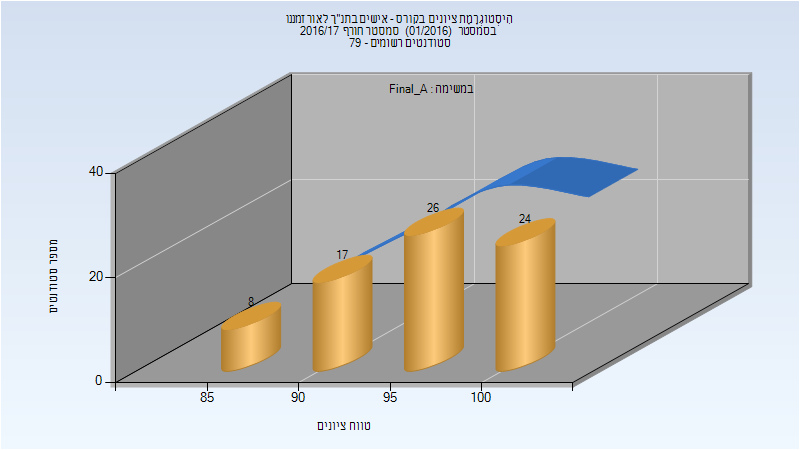 היסטוגרמת ציונים בקורס - אישים בתנ"ך לאור זמננו
בסמסטר (01/2016) סמסטר חורף 2016/17
סטודנטים רשומים - 79
במשימה : Final_A
מספר סטודנטים
40
20
0
8
17
26
24
85
90
95
100
טווח ציונים